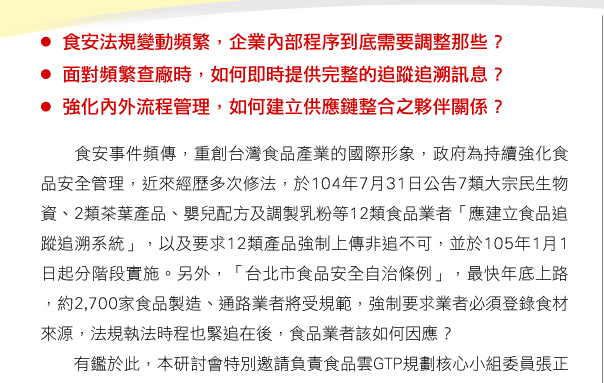 ● 食安法規變動頻繁，企業內部程序到底需要調整那些？
● 面對頻繁查廠時，如何即時提供完整的追蹤追溯訊息？
● 強化內外流程管理，如何建立供應鏈整合之夥伴關係？
食安事件頻傳，重創台灣食品產業的國際形象，政府為持續強化食
品安全管理，近來經歷多次修法，於104年7月31日公告7類大宗民生物
資、2類茶葉產品、嬰兒配方及調製乳粉等12類食品業者「應建立食品追
蹤追溯系統」，以及要求12類產品強制上傳非追不可，並於105年1月1
日起分階段實施。另外，「台北市食品安全自治條例」，最快年底上路
，約2,700家食品製造、通路業者將受規範，強制要求業者必須登錄食材
來源，法規執法時程也緊追在後，食品業者該如何因應？
有鑑於此，本研討會特別邀請負責食品雲GTP規劃核心小組委員張正